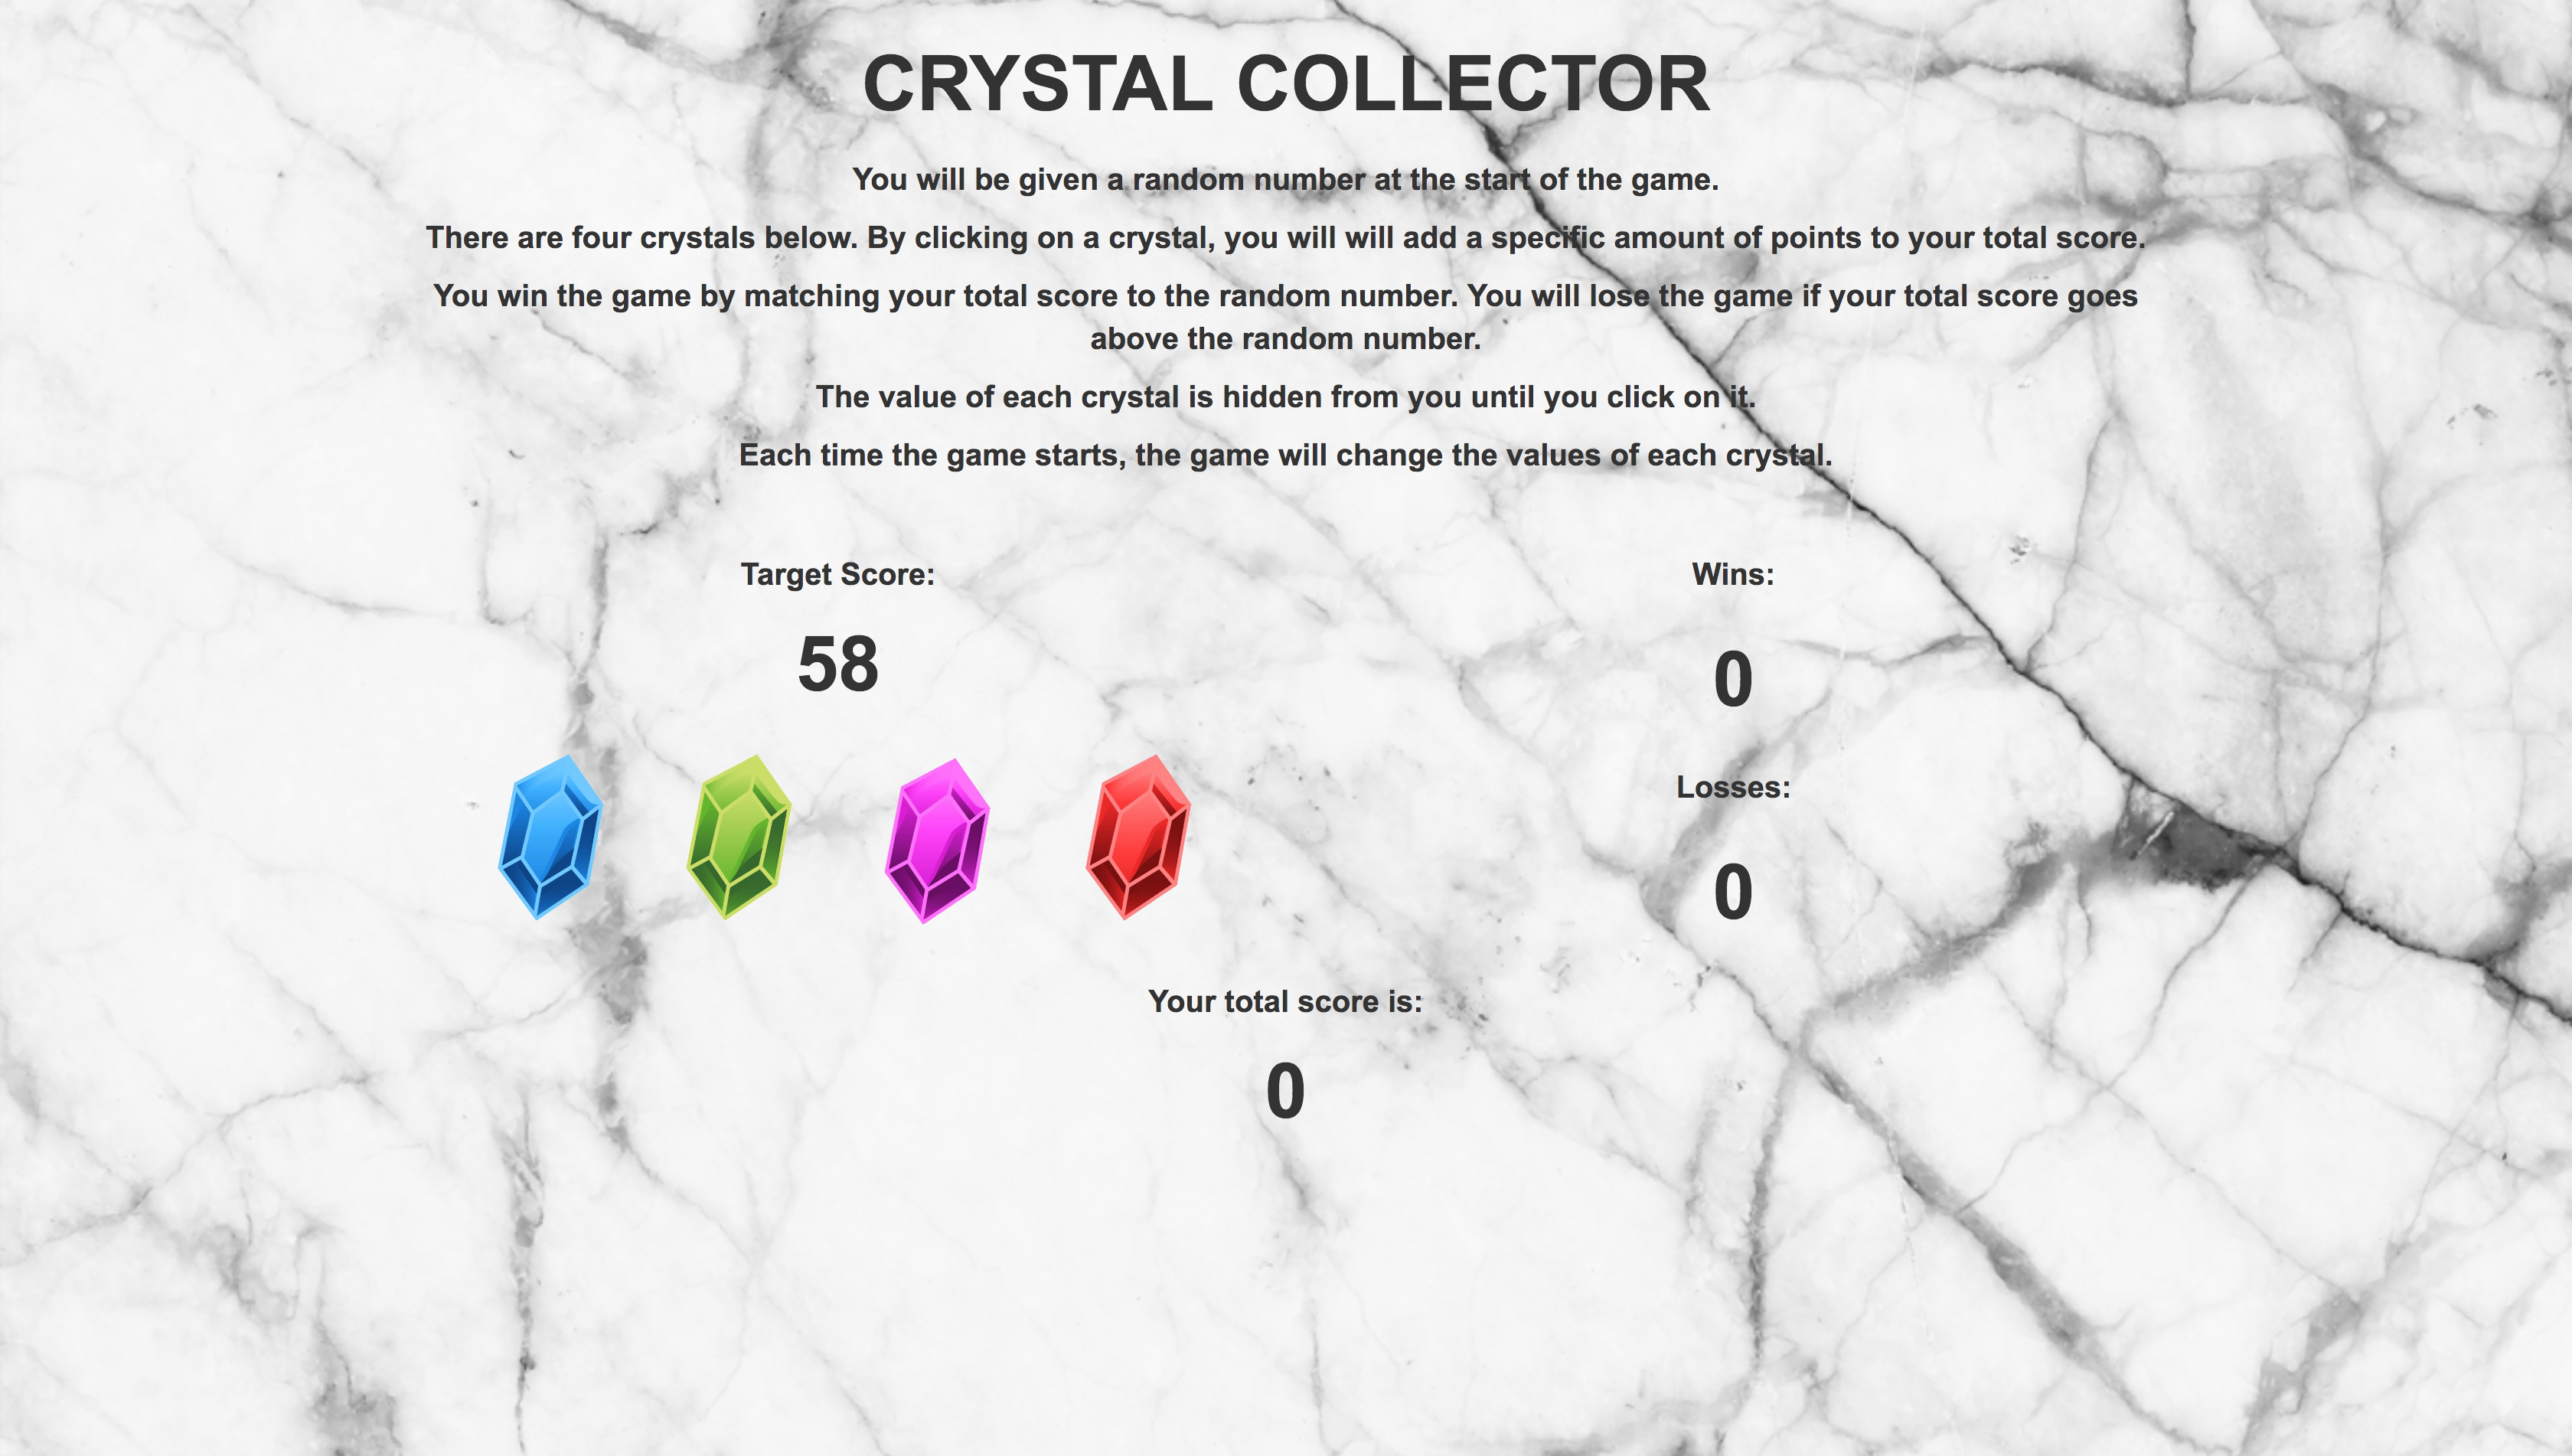 CRYSTAL COLLECTOR
You will be given a random number at the start of the game.
There are four crystals below. By clicking on a crystal, you will will add a specific amount of points to your total score.
You win the game by matching your total score to the random number. You will lose the game if your total score goes
above the random number.
The value of each crystal is hidden from you until you click on it.
Each time the game starts, the game will change the values of each crystal.
Target Score:
58
Wins:
0
Losses:
0
Your total score is:
0